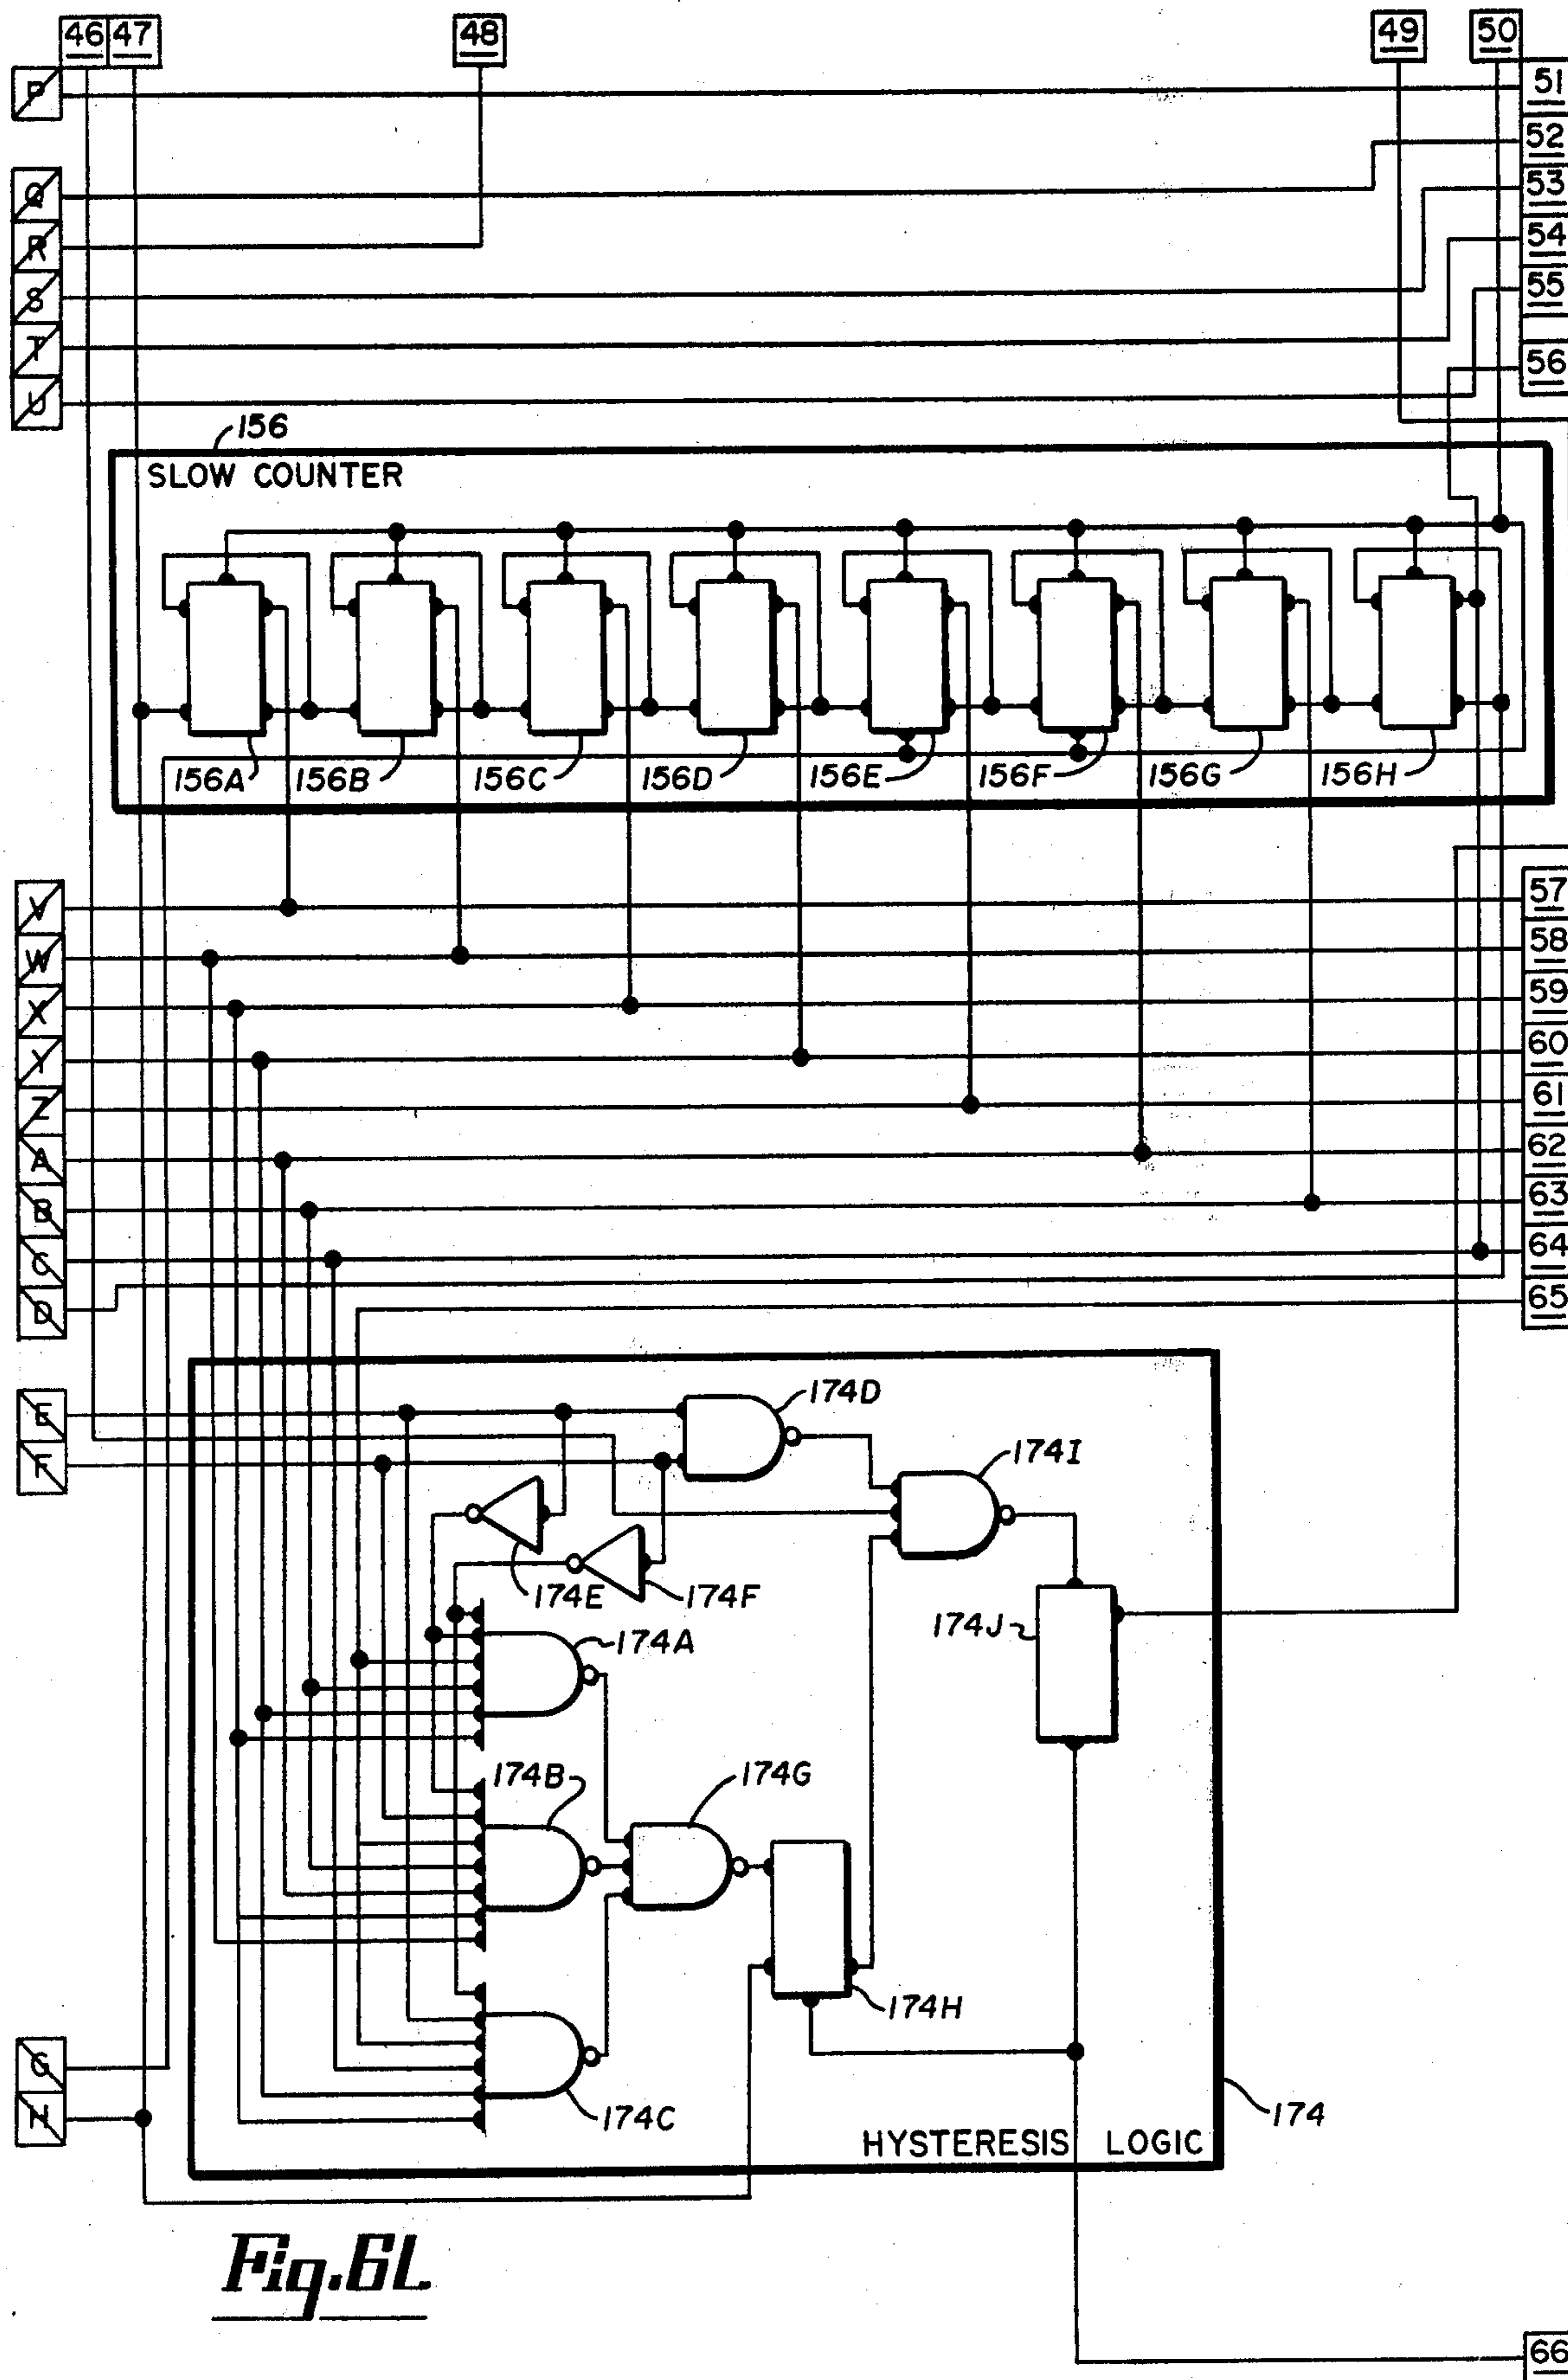 46 47 48 49 50
P 51
52
Q 53
R 54
S 55
T 56
U
156
SLOW COUNTER
156A 156B 156C 156D 156E 156F 156G 156H
V 57
W 58
X 59
Y 60
Z 61
A 62
B 63
C 64
D 65
E 174D
F 174I
174E 174F
174A 174J
174B 174G
174H
G
H 174C 174
HYSTERESIS LOGIC
Fig.6L
66